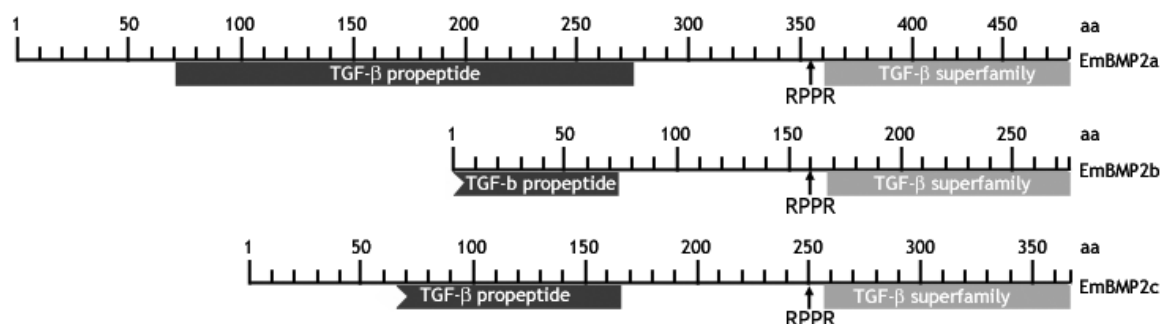 1 50 100 150 200 250 300 350 400 450 aa
EmBMP2a
TGF-β propeptide TGF-β superfamily
RPPR
1 50 100 150 200 250 aa
EmBMP2b
TGF-b propeptide TGF-β superfamily
RPPR
1 50 100 150 200 250 300 350 aa
EmBMP2c
TGF-β propeptide TGF-β superfamily
RPPR